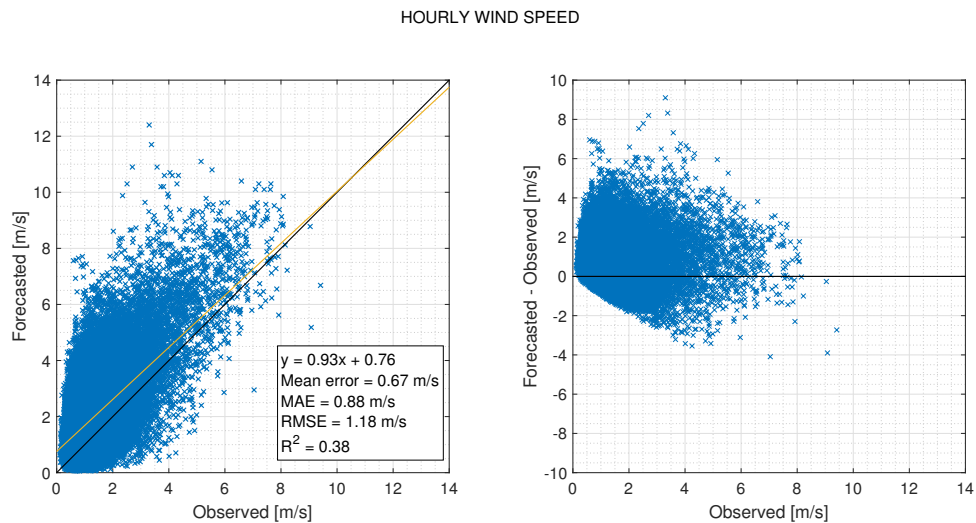 HOURLY WIND SPEED
14
12
10
8
6
4
2
0
Forecasted [m/s]
0 2 4 6 8 10 12 14
Observed [m/s]
y = 0.93x + 0.76
Mean error = 0.67 m/s
MAE = 0.88 m/s
RMSE = 1.18 m/s
R² = 0.38
10
8
6
4
2
0
-2
-4
-6
-8
-10
Forecasted - Observed [m/s]
0 2 4 6 8 10 12 14
Observed [m/s]